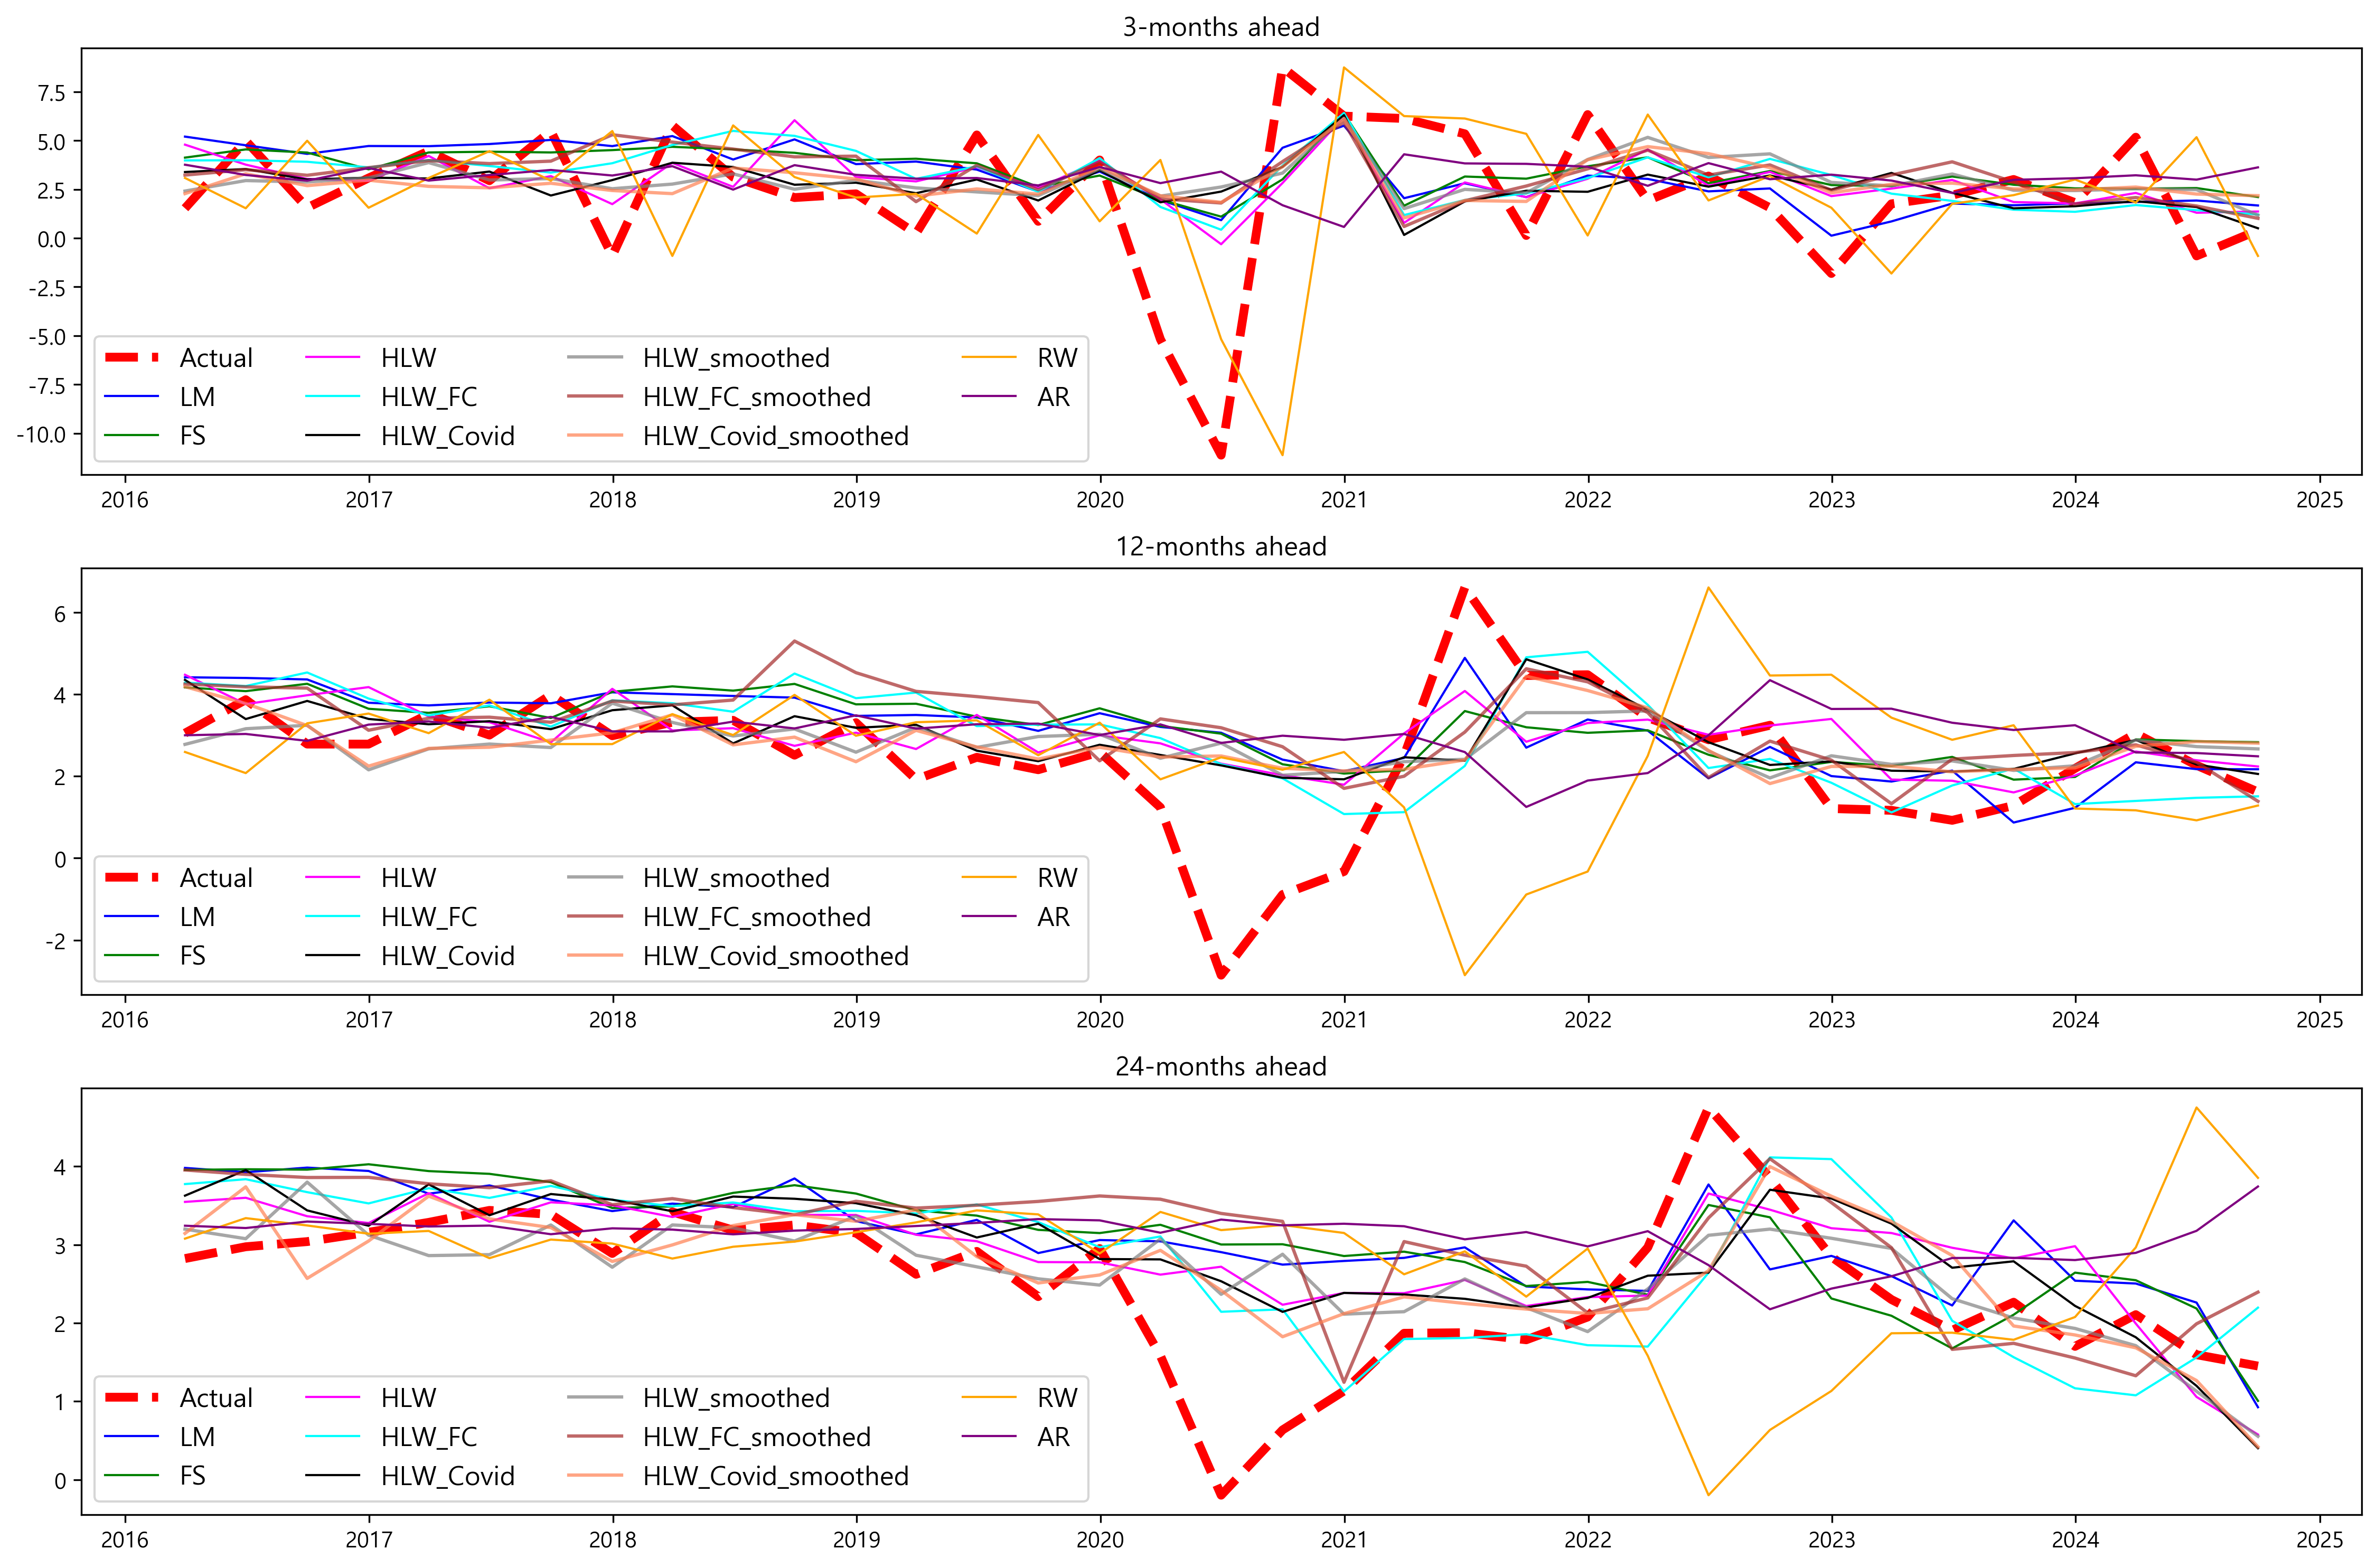 3-months ahead
7.5
5.0
2.5
0.0
-2.5
-5.0
-7.5
-10.0
Actual HLW HLW_smoothed RW
LM HLW_FC HLW_FC_smoothed AR
FS HLW_Covid HLW_Covid_smoothed
2016 2017 2018 2019 2020 2021 2022 2023 2024 2025
12-months ahead
6
4
2
0
-2
Actual HLW HLW_smoothed RW
LM HLW_FC HLW_FC_smoothed AR
FS HLW_Covid HLW_Covid_smoothed
2016 2017 2018 2019 2020 2021 2022 2023 2024 2025
24-months ahead
4
3
2
1
0
Actual HLW HLW_smoothed RW
LM HLW_FC HLW_FC_smoothed AR
FS HLW_Covid HLW_Covid_smoothed
2016 2017 2018 2019 2020 2021 2022 2023 2024 2025